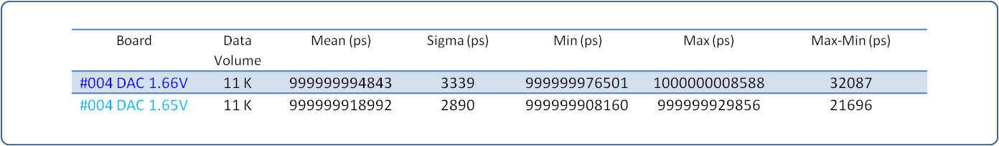 Board Data Volume Mean (ps) Sigma (ps) Min (ps) Max (ps) Max-Min (ps)
#004 DAC 1.66V 11 K 999999994843 3339 999999976501 1000000008588 32087
#004 DAC 1.65V 11 K 999999918992 2890 999999908160 999999929856 21696